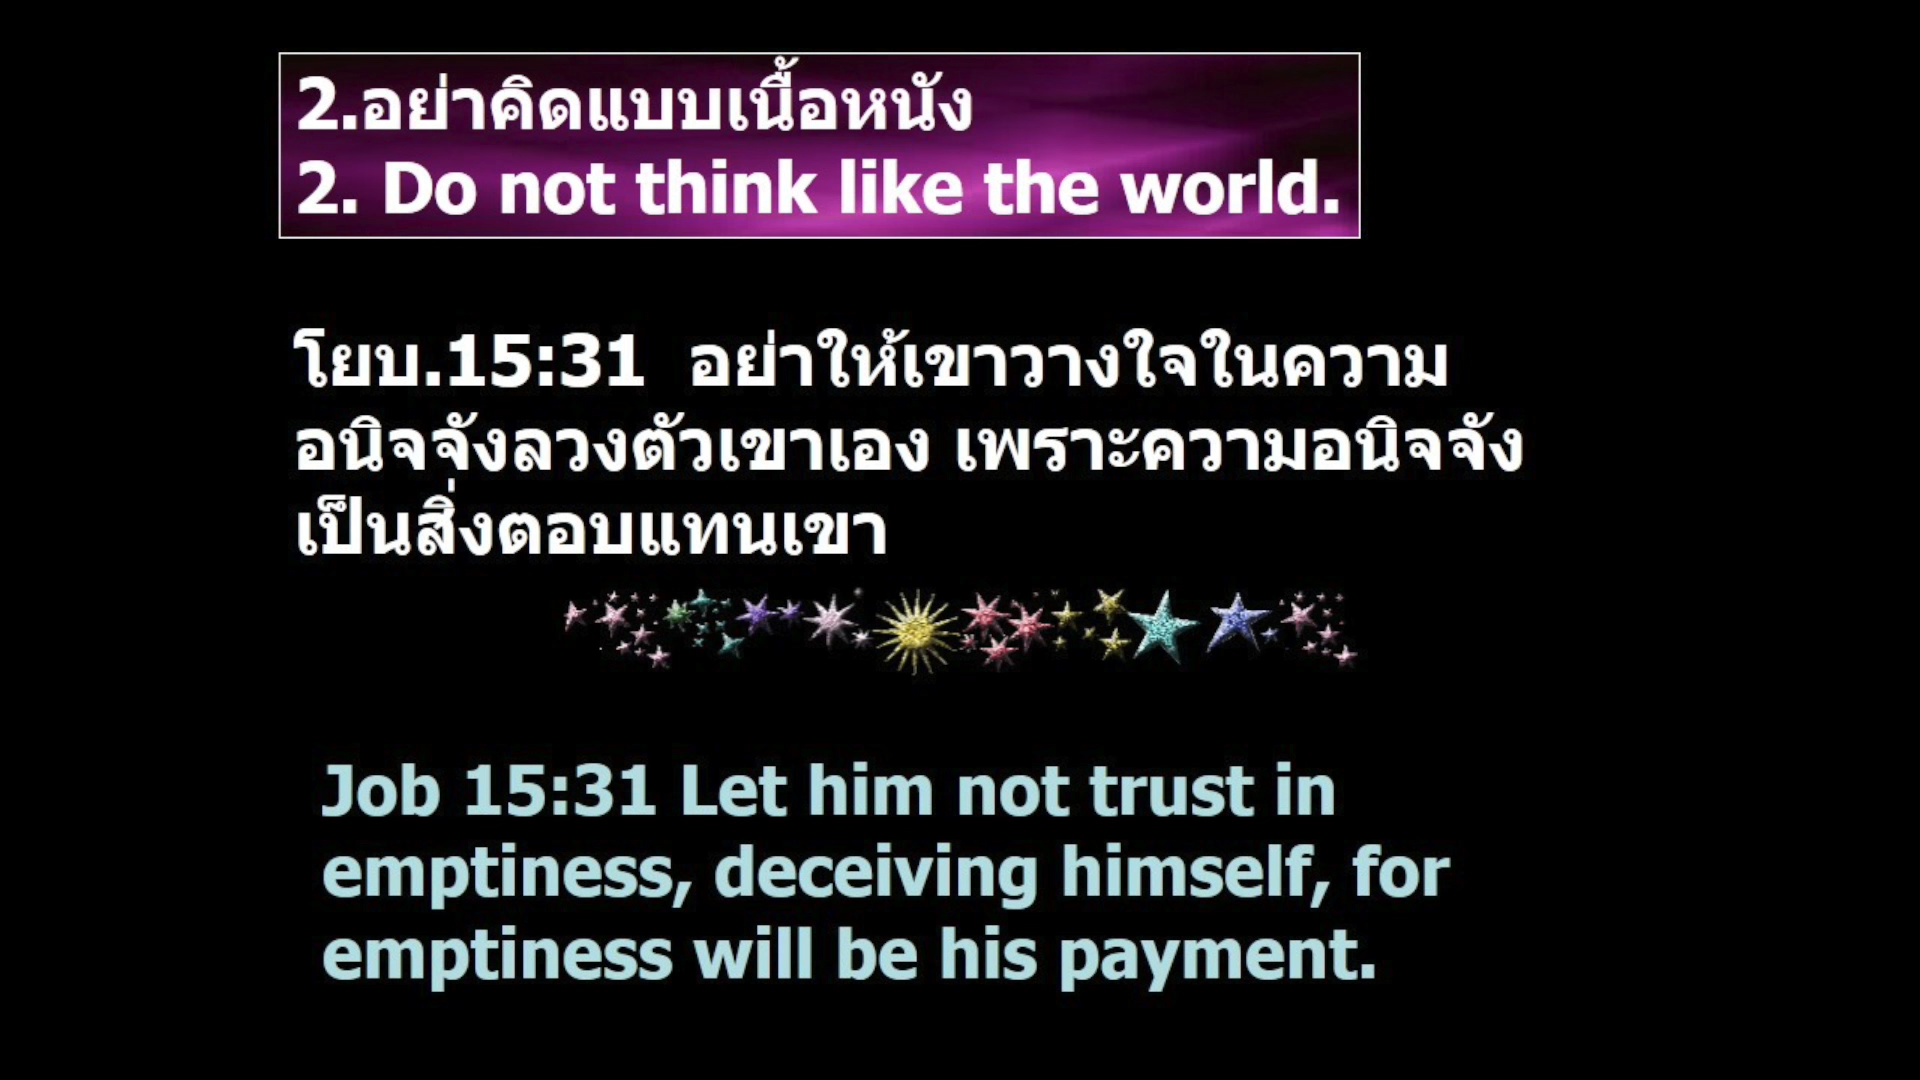 2.อย่าคิดแบบเนื้อหนัง
2. Do not think like the world.
โยบ.15:31 อย่าให้เขาวางใจในความ
อนิจจังลวงตัวเขาเอง เพราะความอนิจจัง
เป็นสิ่งตอบแทนเขา
Job 15:31 Let him not trust in
emptiness, deceiving himself, for
emptiness will be his payment.